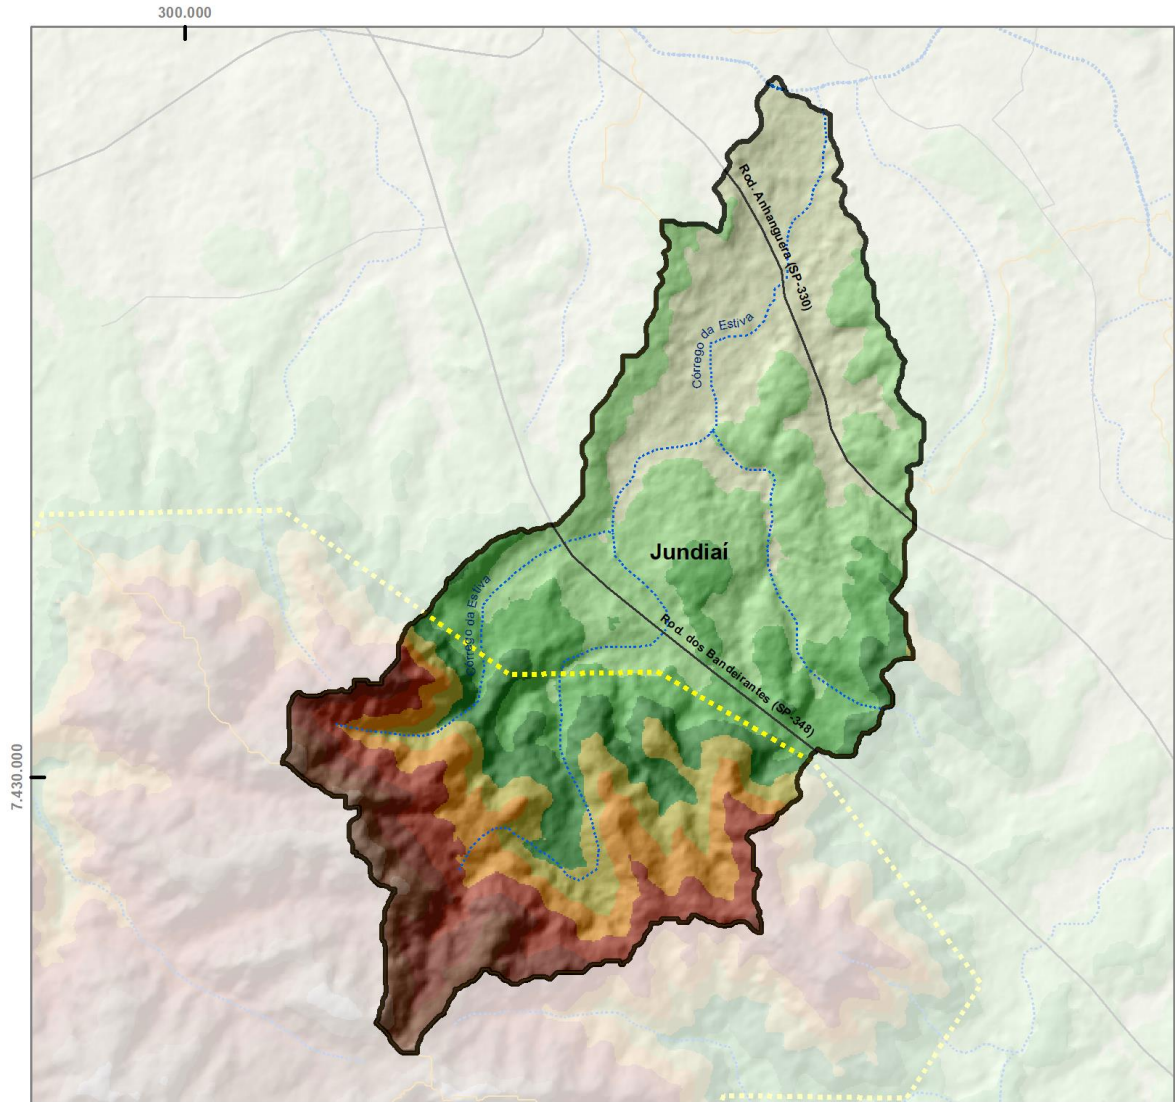 300.000
Rod. Anhanguera (SP-330)
Córrego da Estiva
Jundiaí
Córrego da Estiva
Rod. dos Bandeirantes (SP-348)
7.430.000